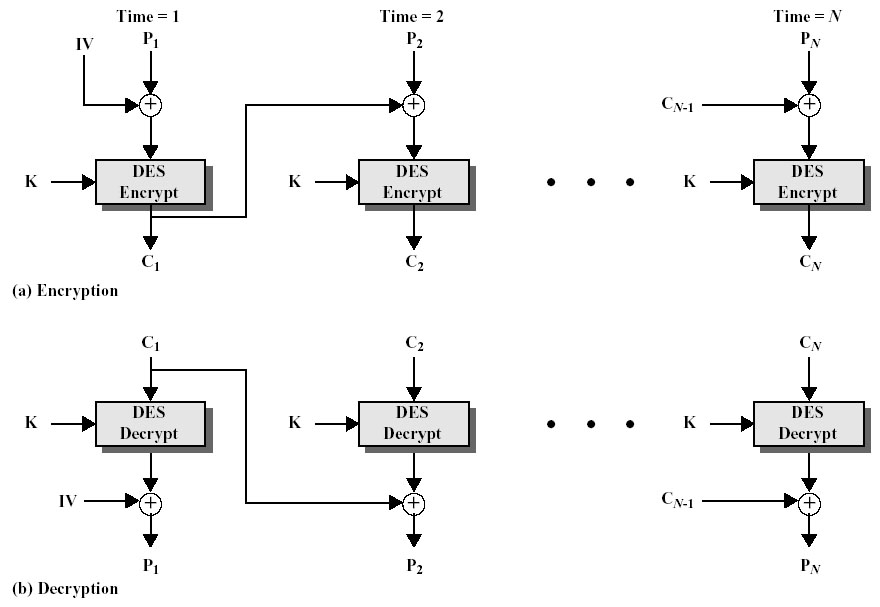 Time = 1 Time = 2 Time = N
IV P1 P2 PN
+ + CN-1 +
K DES Encrypt K DES Encrypt • • • K DES Encrypt
C1 C2 CN
(a) Encryption
C1 C2 CN
K DES Decrypt K DES Decrypt • • • K DES Decrypt
IV + + CN-1 +
P1 P2 PN
(b) Decryption